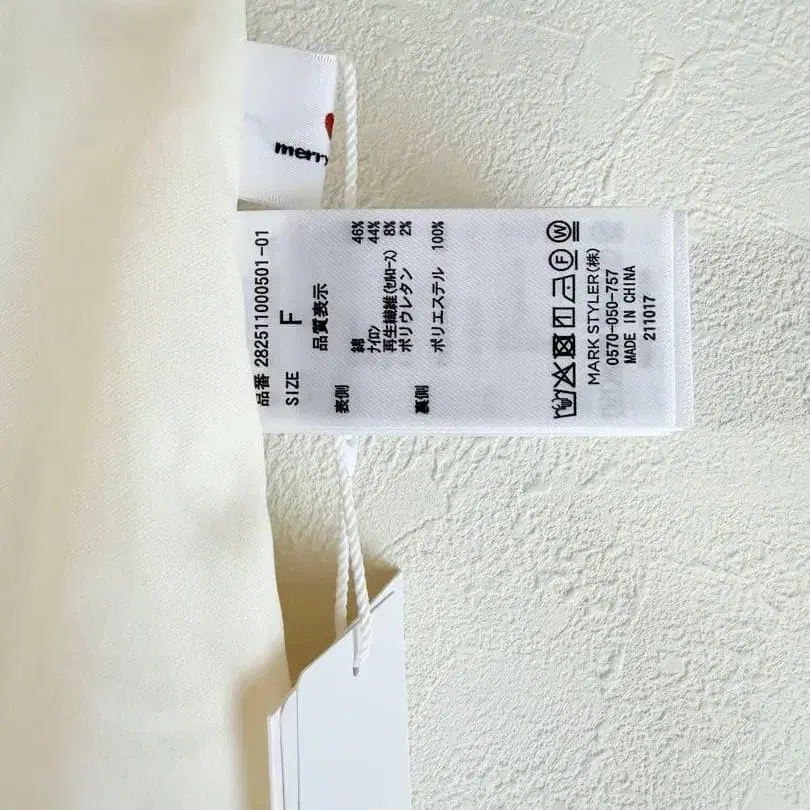 merry
品番 282511000501-01
SIZE F
品質表示
表側 綿 46%
ナイロン 44%
再生繊維(セルロース) 8%
ポリウレタン 2%
裏側 ポリエステル 100%
MARK STYLER(株)
0570-050-757
MADE IN CHINA
211017